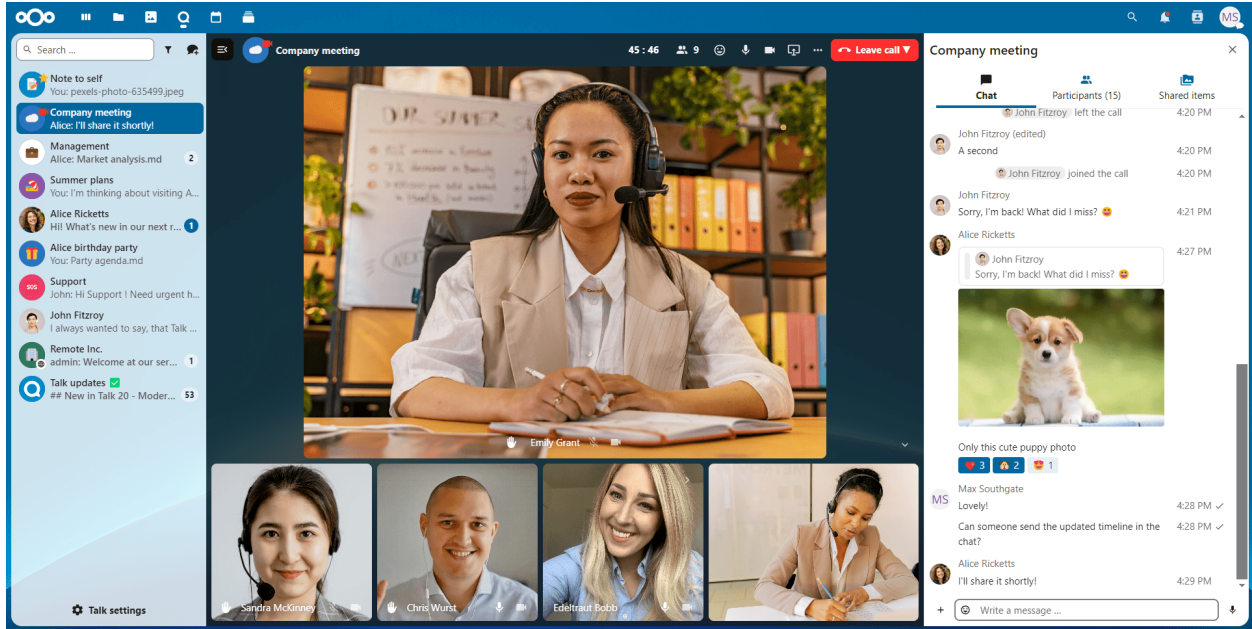 MS
Search ...
Note to self
You: pexels-photo-635499.jpeg
Company meeting
Alice: I'll share it shortly!
Management
Alice: Market analysis.md
2
Summer plans
You: I'm thinking about visiting A...
Alice Ricketts
Hi! What's new in our next r...
1
Alice birthday party
You: Party agenda.md
SOS
Support
John: Hi Support ! Need urgent h...
John Fitzroy
I always wanted to say, that Talk ...
Remote Inc.
admin: Welcome at our ser...
1
Talk updates ✅
## New in Talk 20 - Moder...
53
Talk settings
Company meeting
45 : 46
9
Leave call
OUR SUMMER
NEXT
Emily Grant
Sandra McKinney
Chris Wurst
Edeltraut Bobb
Company meeting
Chat
Participants (15)
Shared items
John Fitzroy left the call 4:20 PM
John Fitzroy (edited)
A second 4:20 PM
John Fitzroy joined the call 4:20 PM
John Fitzroy
Sorry, I'm back! What did I miss? 😄 4:21 PM
Alice Ricketts
4:27 PM
John Fitzroy
Sorry, I'm back! What did I miss? 😄
Only this cute puppy photo
❤️ 3 🙈 2 😍 1
MS
Max Southgate
Lovely! 4:28 PM
Can someone send the updated timeline in the 4:28 PM
chat?
Alice Ricketts
I'll share it shortly! 4:29 PM
Write a message ...